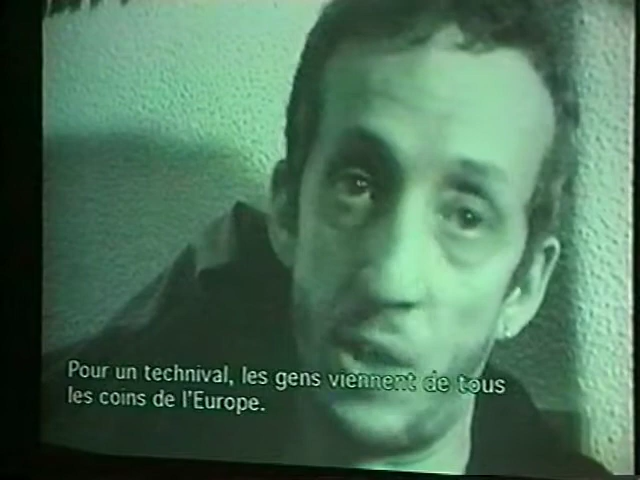 Pour un technival, les gens viennent de tous
les coins de l'Europe.